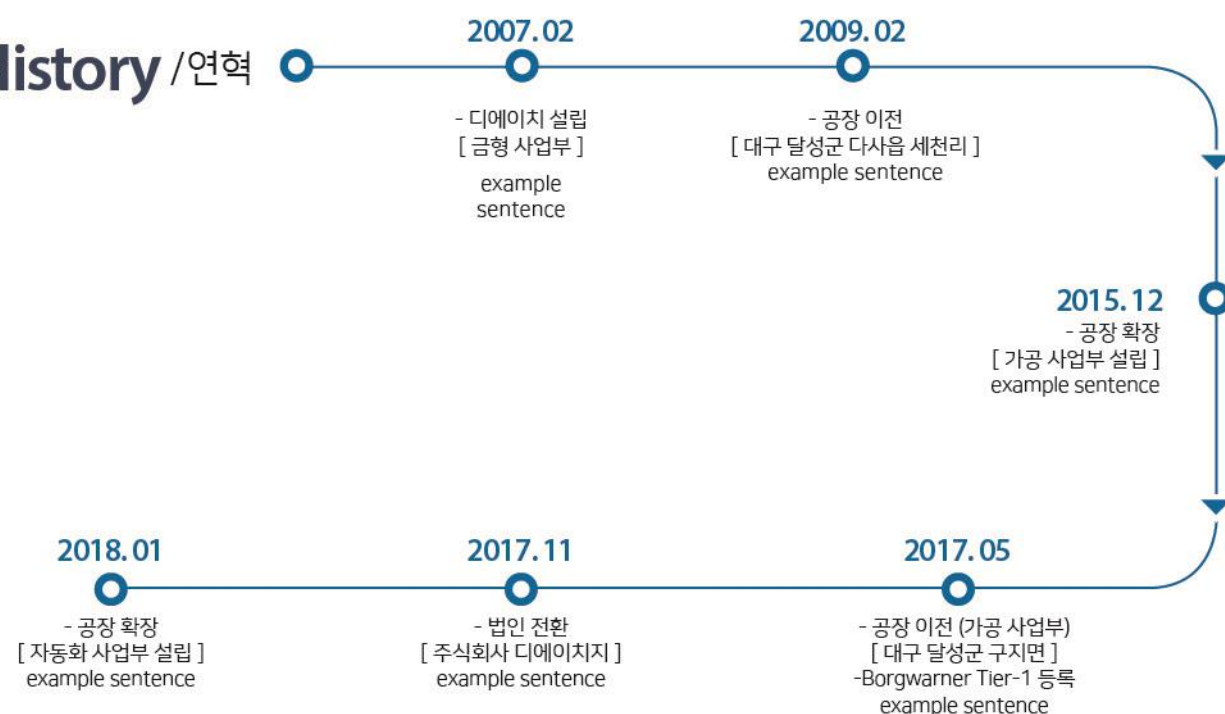 History /연혁
2007.02
- 디에이치 설립
[ 금형 사업부 ]
example
sentence
2009.02
- 공장 이전
[ 대구 달성군 다사읍 세천리 ]
example sentence
2015.12
- 공장 확장
[ 가공 사업부 설립 ]
example sentence
2017.05
- 공장 이전 (가공 사업부)
[ 대구 달성군 구지면 ]
-Borgwarner Tier-1 등록
example sentence
2017.11
- 법인 전환
[ 주식회사 디에이치지 ]
example sentence
2018.01
- 공장 확장
[ 자동화 사업부 설립 ]
example sentence